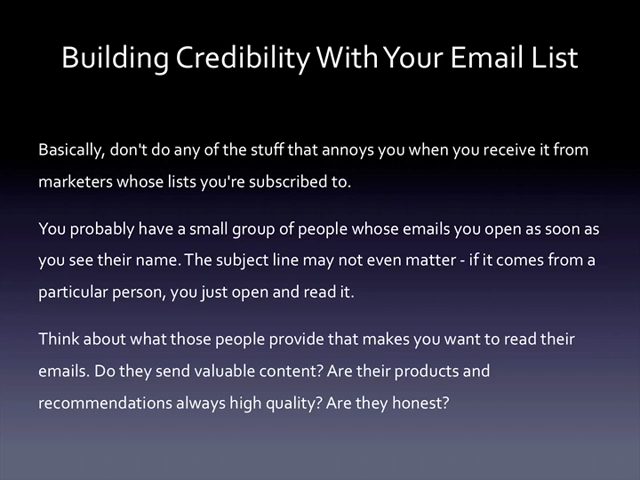 Building Credibility With Your Email List
Basically, don't do any of the stuff that annoys you when you receive it from
marketers whose lists you're subscribed to.
You probably have a small group of people whose emails you open as soon as
you see their name. The subject line may not even matter - if it comes from a
particular person, you just open and read it.
Think about what those people provide that makes you want to read their
emails. Do they send valuable content? Are their products and
recommendations always high quality? Are they honest?